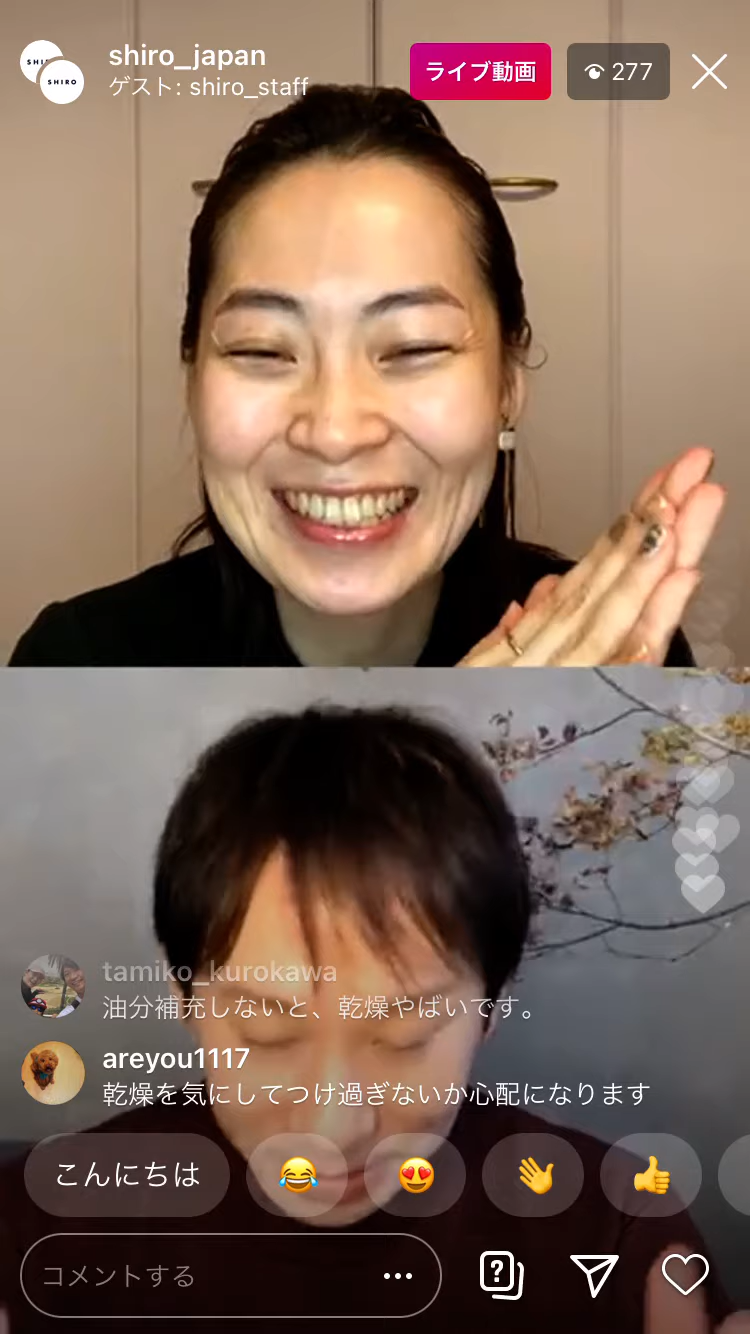 SHIRO
shiro_japan
ゲスト: shiro_staff
ライブ動画
277
tamiko_kurokawa
油分補充しないと、乾燥やばいです。
areyou1117
乾燥を気にしてつけ過ぎないか心配になります
こんにちは
コメントする